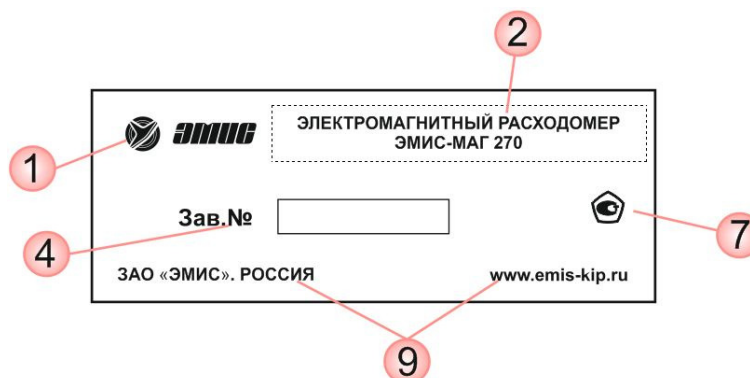 2
ЭМИС
ЭЛЕКТРОМАГНИТНЫЙ РАСХОДОМЕР
ЭМИС-МАГ 270
1
Зав.№
4
7
ЗАО «ЭМИС». РОССИЯ
www.emis-kip.ru
9